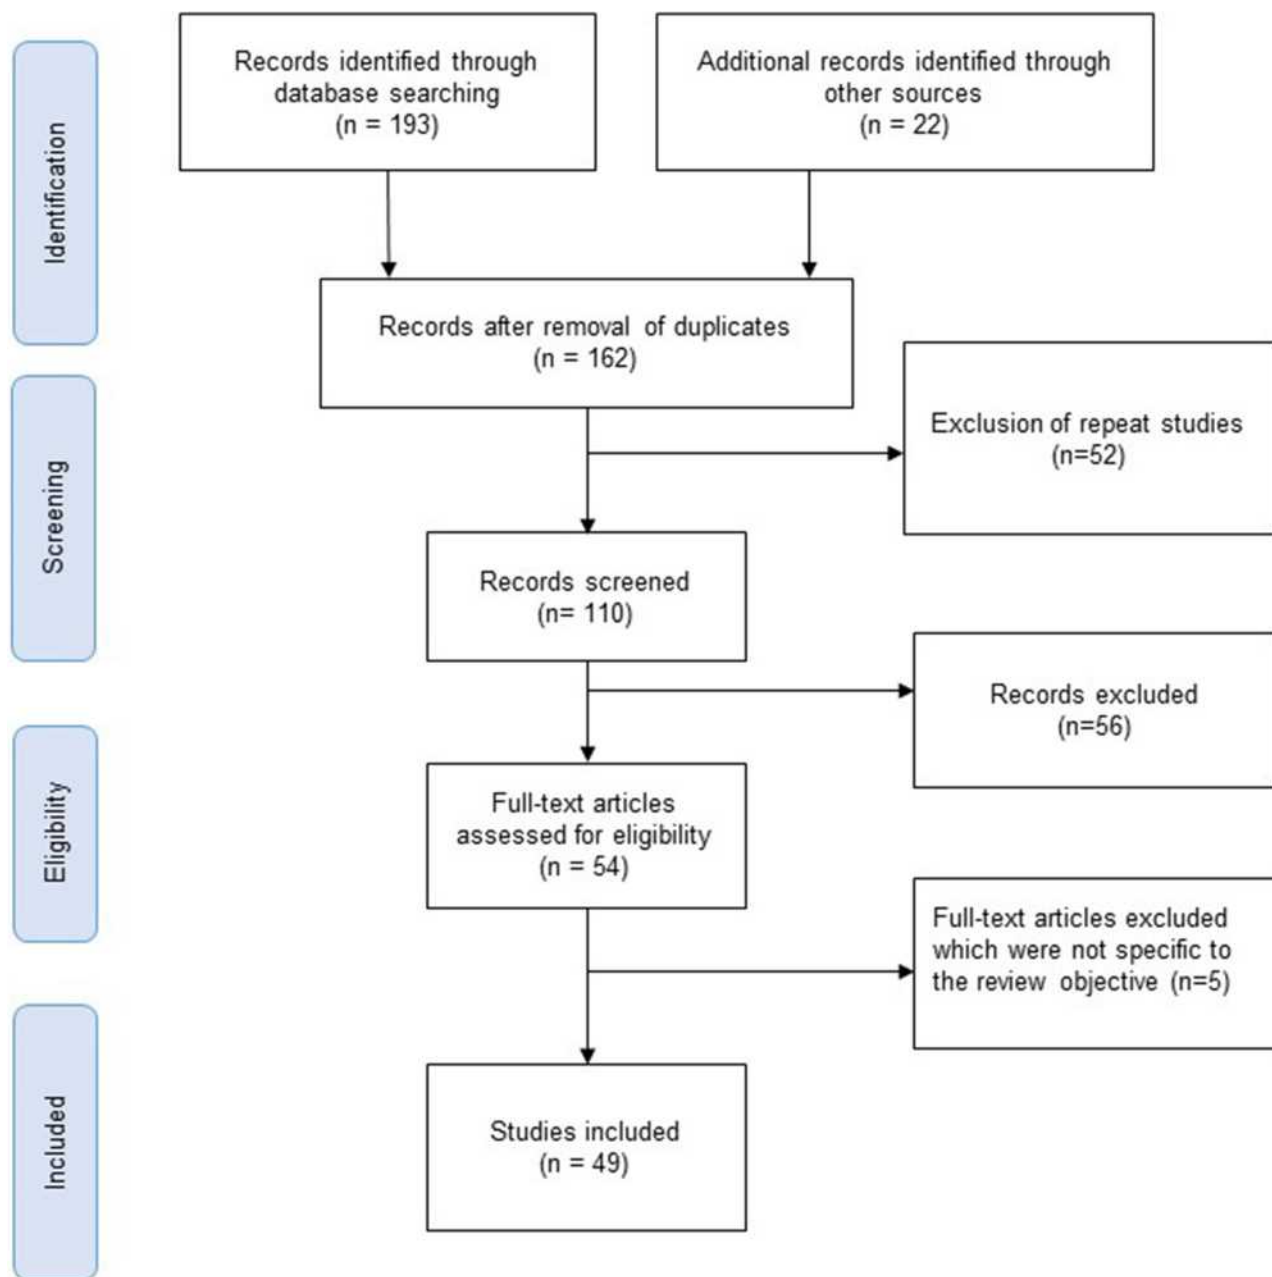 Identification
Records identified through
database searching
(n = 193)
Additional records identified through
other sources
(n = 22)
Records after removal of duplicates
(n = 162)
Screening
Exclusion of repeat studies
(n=52)
Records screened
(n= 110)
Records excluded
(n=56)
Eligibility
Full-text articles
assessed for eligibility
(n = 54)
Full-text articles excluded
which were not specific to
the review objective (n=5)
Included
Studies included
(n = 49)